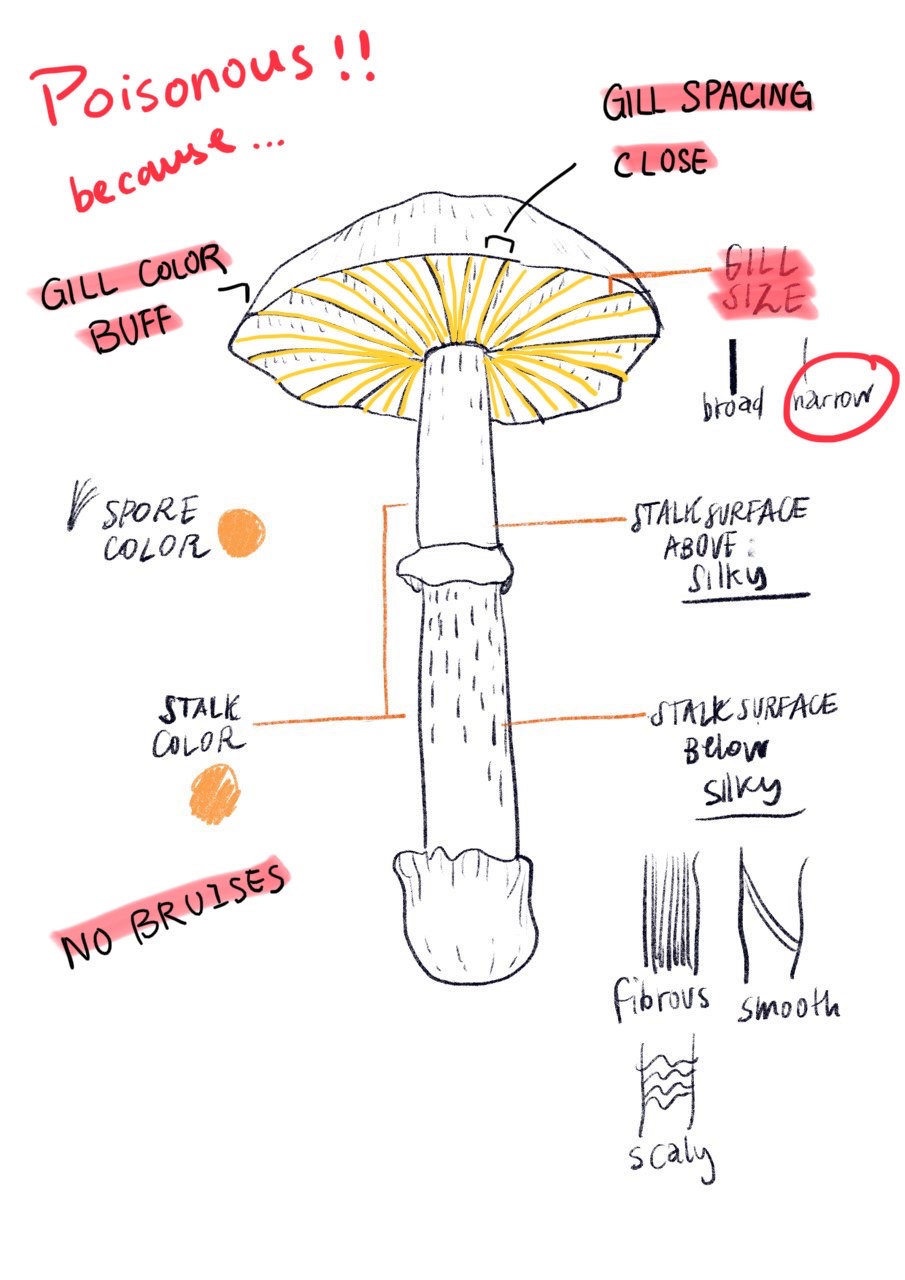 Poisonous!!
because...
GILL SPACING
CLOSE
GILL COLOR
BUFF
GILL
SIZE
broad
narrow
SPORE
COLOR
STALK SURFACE
ABOVE:
Silky
STALK
COLOR
STALK SURFACE
Below
Silky
NO BRUISES
fibrous
smooth
scaly